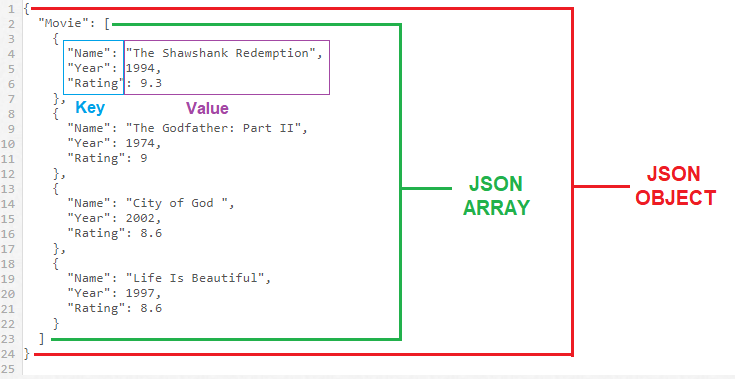 1 {
2   "Movie": [
3     {
4       "Name": "The Shawshank Redemption",
5       "Year": 1994,
6       "Rating": 9.3
7     },
Key Value
8     {
9       "Name": "The Godfather: Part II",
10       "Year": 1974,
11       "Rating": 9
12     },
13     {
14       "Name": "City of God ",
15       "Year": 2002,
16       "Rating": 8.6
17     },
18     {
19       "Name": "Life Is Beautiful",
20       "Year": 1997,
21       "Rating": 8.6
22     }
23   ]
24 }
25
JSON
ARRAY
JSON
OBJECT